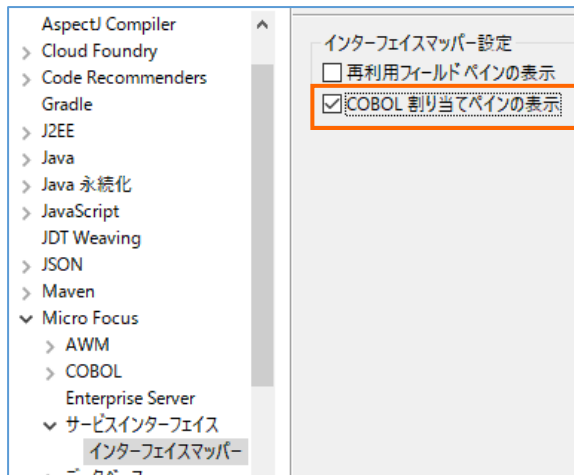 AspectJ Compiler
Cloud Foundry
Code Recommenders
Gradle
J2EE
Java
Java 永続化
JavaScript
JDT Weaving
JSON
Maven
Micro Focus
AWM
COBOL
Enterprise Server
サービスインターフェイス
インターフェイスマッパー
インターフェイスマッパー設定
再利用フィールド ペインの表示
COBOL 割り当てペインの表示